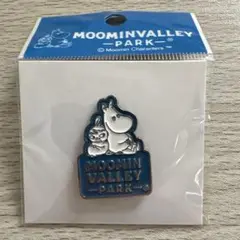 MOOMINVALLEY
— PARK —
© Moomin Characters™
MOOMIN
VALLEY
— PARK —